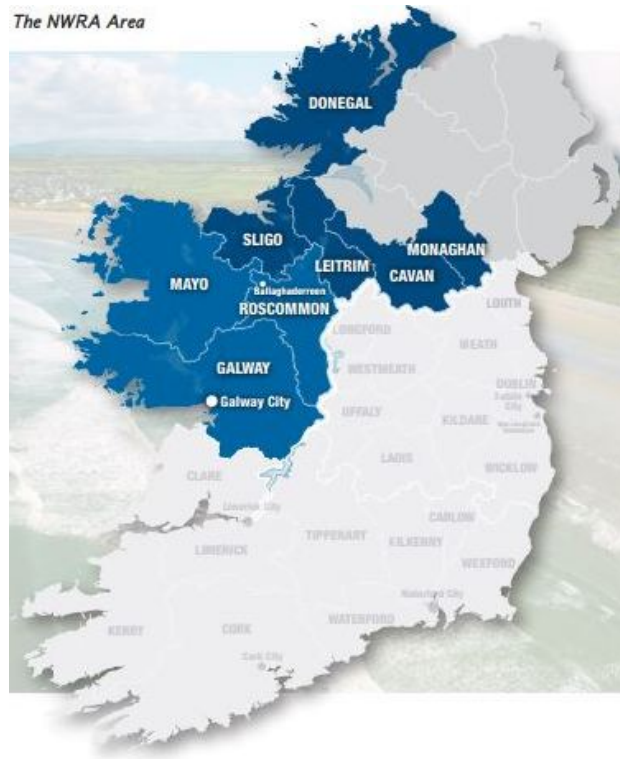 The NWRA Area
DONEGAL
SLIGO
MONAGHAN
LEITRIM
CAVAN
MAYO
Ballaghaderreen
ROSCOMMON
LOUTH
LONGFORD
MEATH
GALWAY
WESTMEATH
DUBLIN
Galway City
KILDARE
LAOIS
WICKLOW
CLARE
Limerick City
CARLOW
TIPPERARY
KILKENNY
LIMERICK
WEXFORD
Waterford City
WATERFORD
KERRY
CORK
Cork City